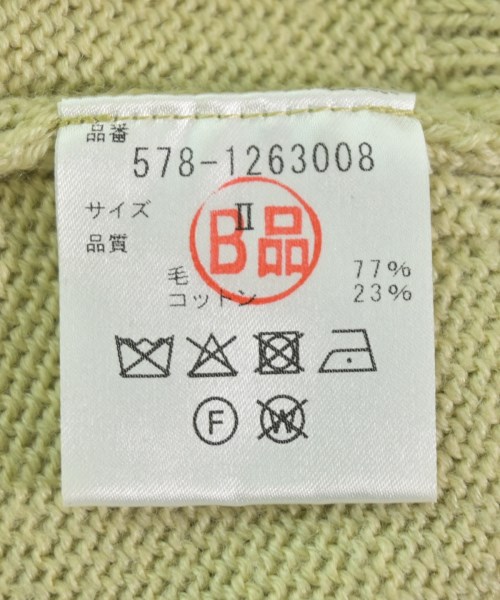 品番
578-1263008
サイズ Ⅱ
B品
品質
毛 77%
コットン 23%
F W